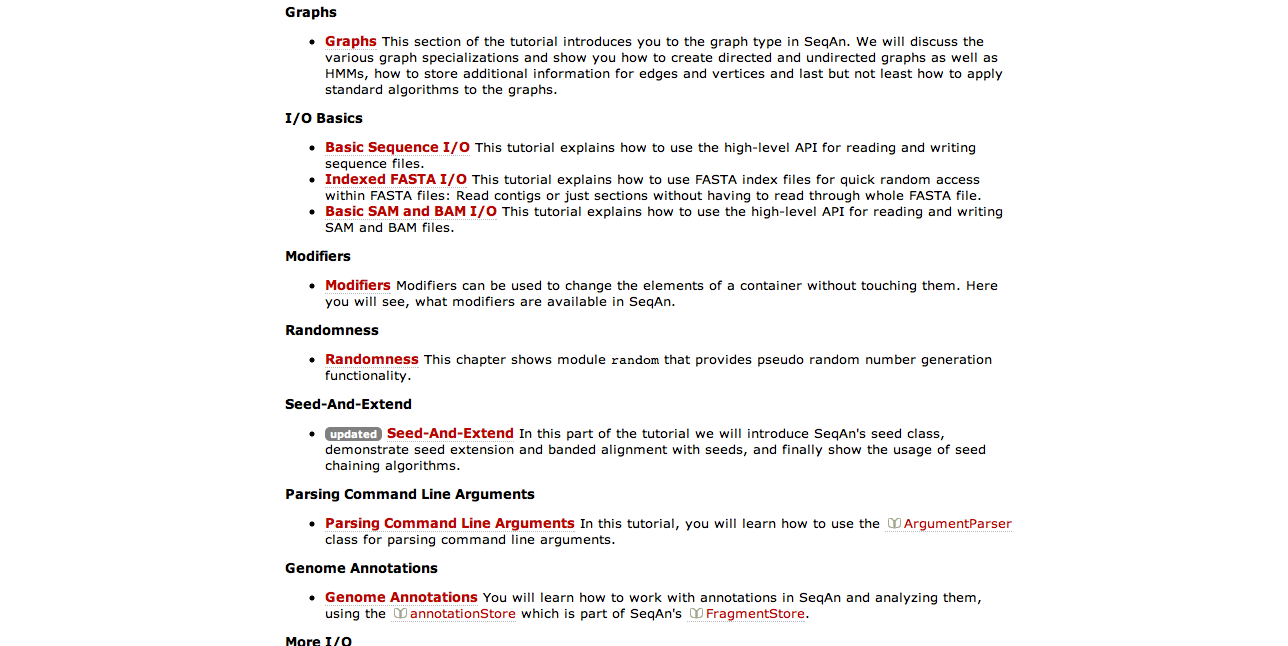 Graphs
Graphs This section of the tutorial introduces you to the graph type in SeqAn. We will discuss the
various graph specializations and show you how to create directed and undirected graphs as well as
HMMs, how to store additional information for edges and vertices and last but not least how to apply
standard algorithms to the graphs.
I/O Basics
Basic Sequence I/O This tutorial explains how to use the high-level API for reading and writing
sequence files.
Indexed FASTA I/O This tutorial explains how to use FASTA index files for quick random access
within FASTA files: Read contigs or just sections without having to read through whole FASTA file.
Basic SAM and BAM I/O This tutorial explains how to use the high-level API for reading and writing
SAM and BAM files.
Modifiers
Modifiers Modifiers can be used to change the elements of a container without touching them. Here
you will see, what modifiers are available in SeqAn.
Randomness
Randomness This chapter shows module random that provides pseudo random number generation
functionality.
Seed-And-Extend
updated Seed-And-Extend In this part of the tutorial we will introduce SeqAn's seed class,
demonstrate seed extension and banded alignment with seeds, and finally show the usage of seed
chaining algorithms.
Parsing Command Line Arguments
Parsing Command Line Arguments In this tutorial, you will learn how to use the ArgumentParser
class for parsing command line arguments.
Genome Annotations
Genome Annotations You will learn how to work with annotations in SeqAn and analyzing them,
using the annotationStore which is part of SeqAn's FragmentStore.
More I/O